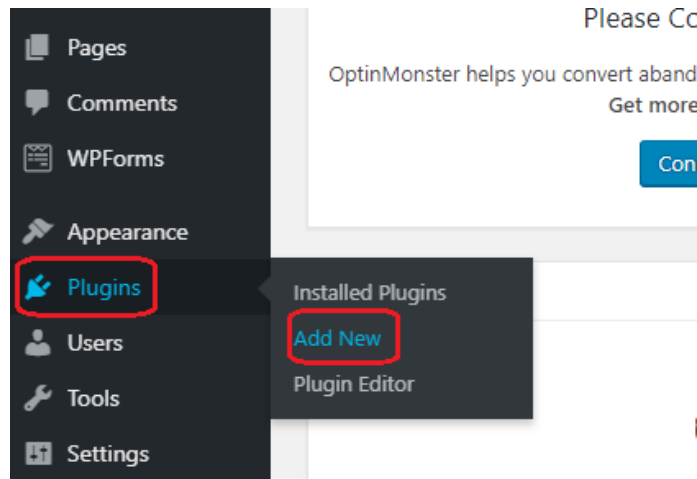 Pages
Comments
WPForms
Appearance
Plugins
Users
Tools
Settings
Installed Plugins
Add New
Plugin Editor
Please Co
OptinMonster helps you convert aband
Get more
Con